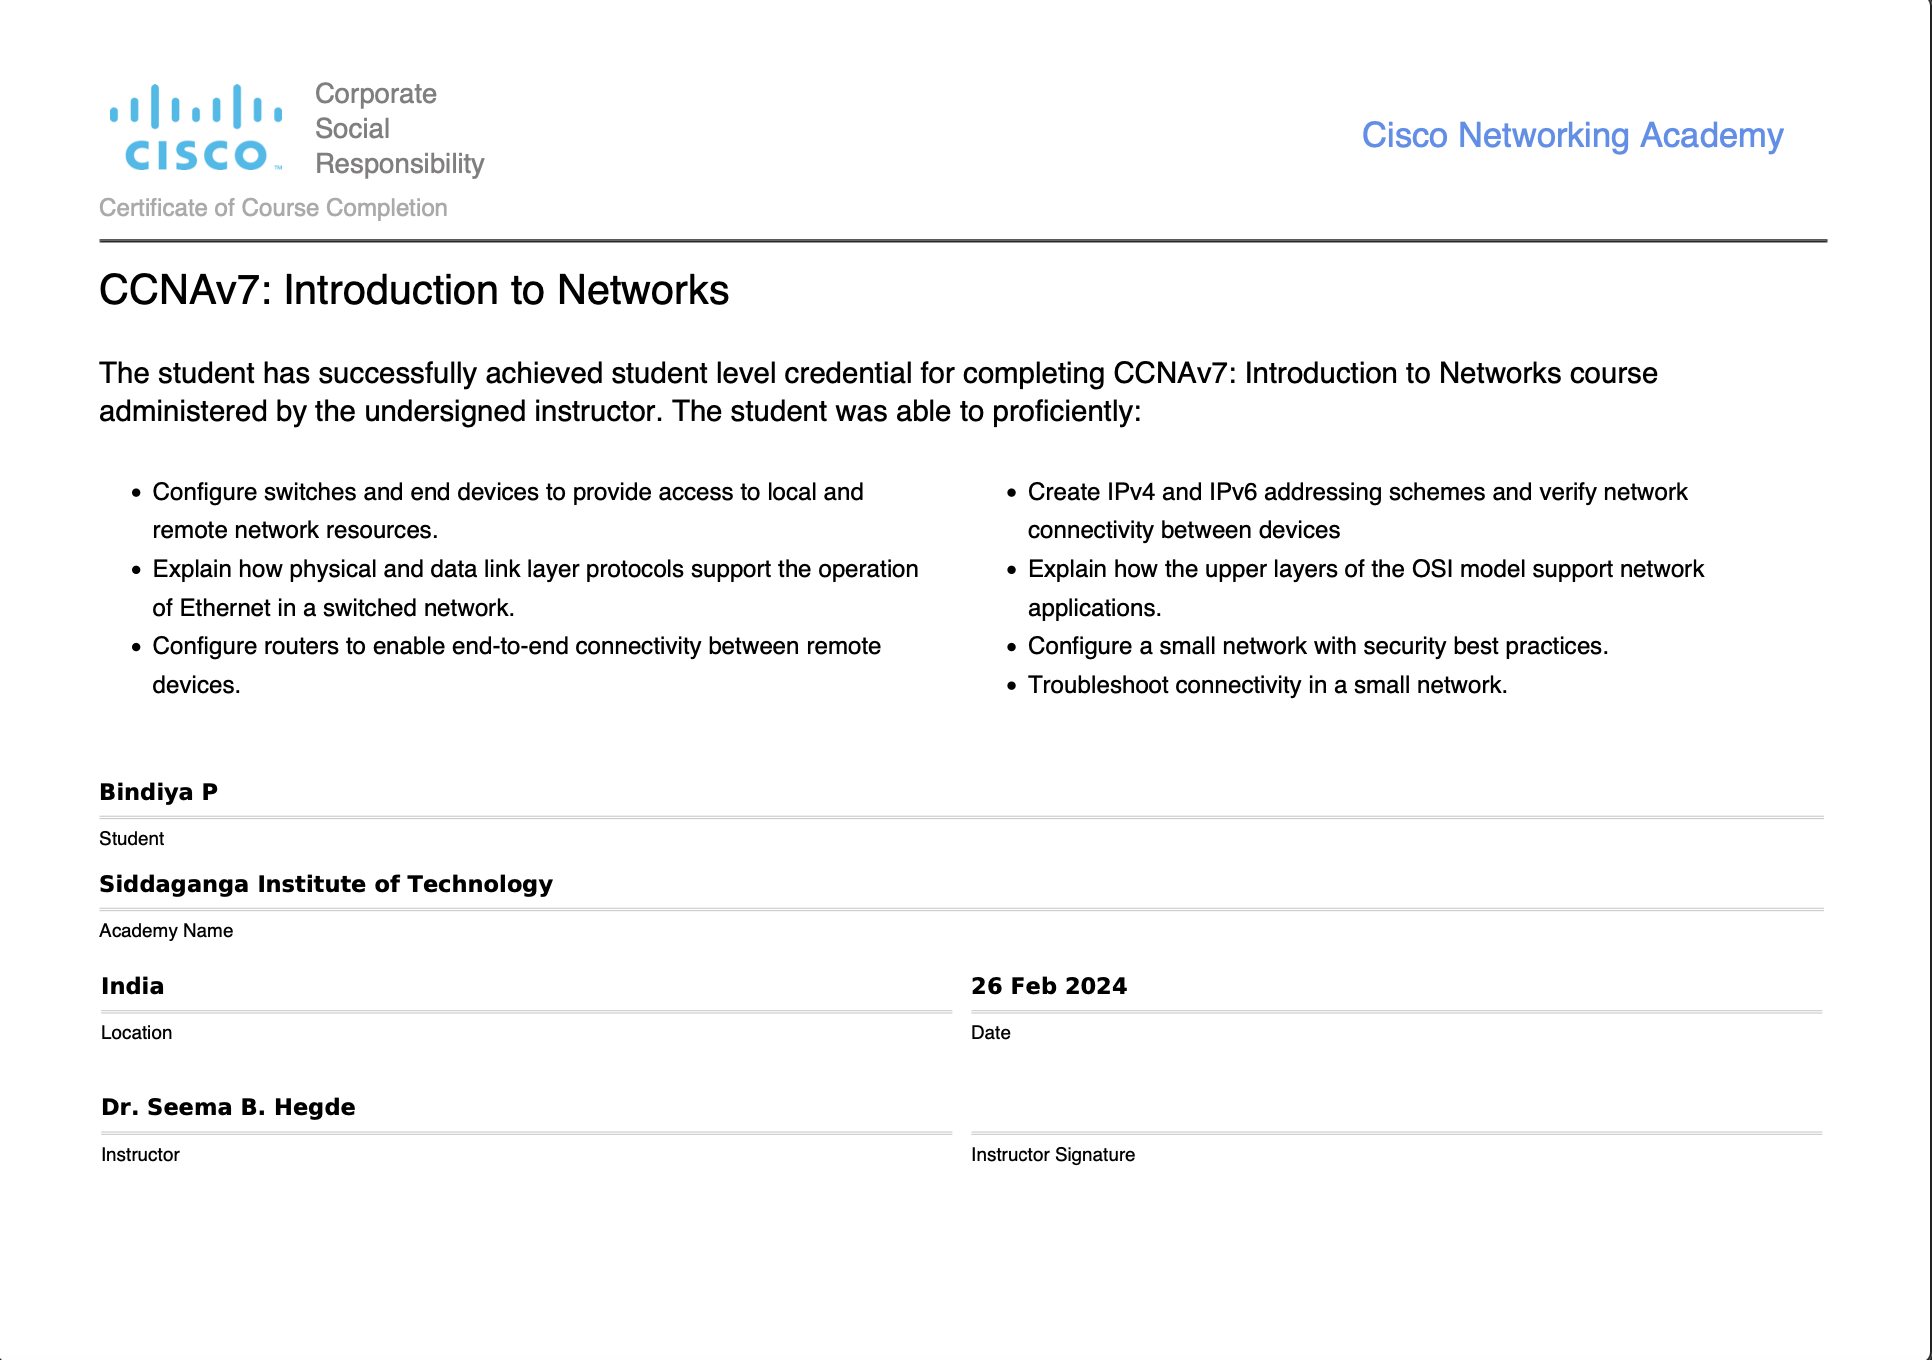 CISCO
Corporate
Social
Responsibility
Cisco Networking Academy
Certificate of Course Completion
CCNAv7: Introduction to Networks
The student has successfully achieved student level credential for completing CCNAv7: Introduction to Networks course
administered by the undersigned instructor. The student was able to proficiently:
• Configure switches and end devices to provide access to local and
remote network resources.
• Explain how physical and data link layer protocols support the operation
of Ethernet in a switched network.
• Configure routers to enable end-to-end connectivity between remote
devices.
• Create IPv4 and IPv6 addressing schemes and verify network
connectivity between devices
• Explain how the upper layers of the OSI model support network
applications.
• Configure a small network with security best practices.
• Troubleshoot connectivity in a small network.
Bindiya P
Student
Siddaganga Institute of Technology
Academy Name
India
Location
26 Feb 2024
Date
Dr. Seema B. Hegde
Instructor
Instructor Signature